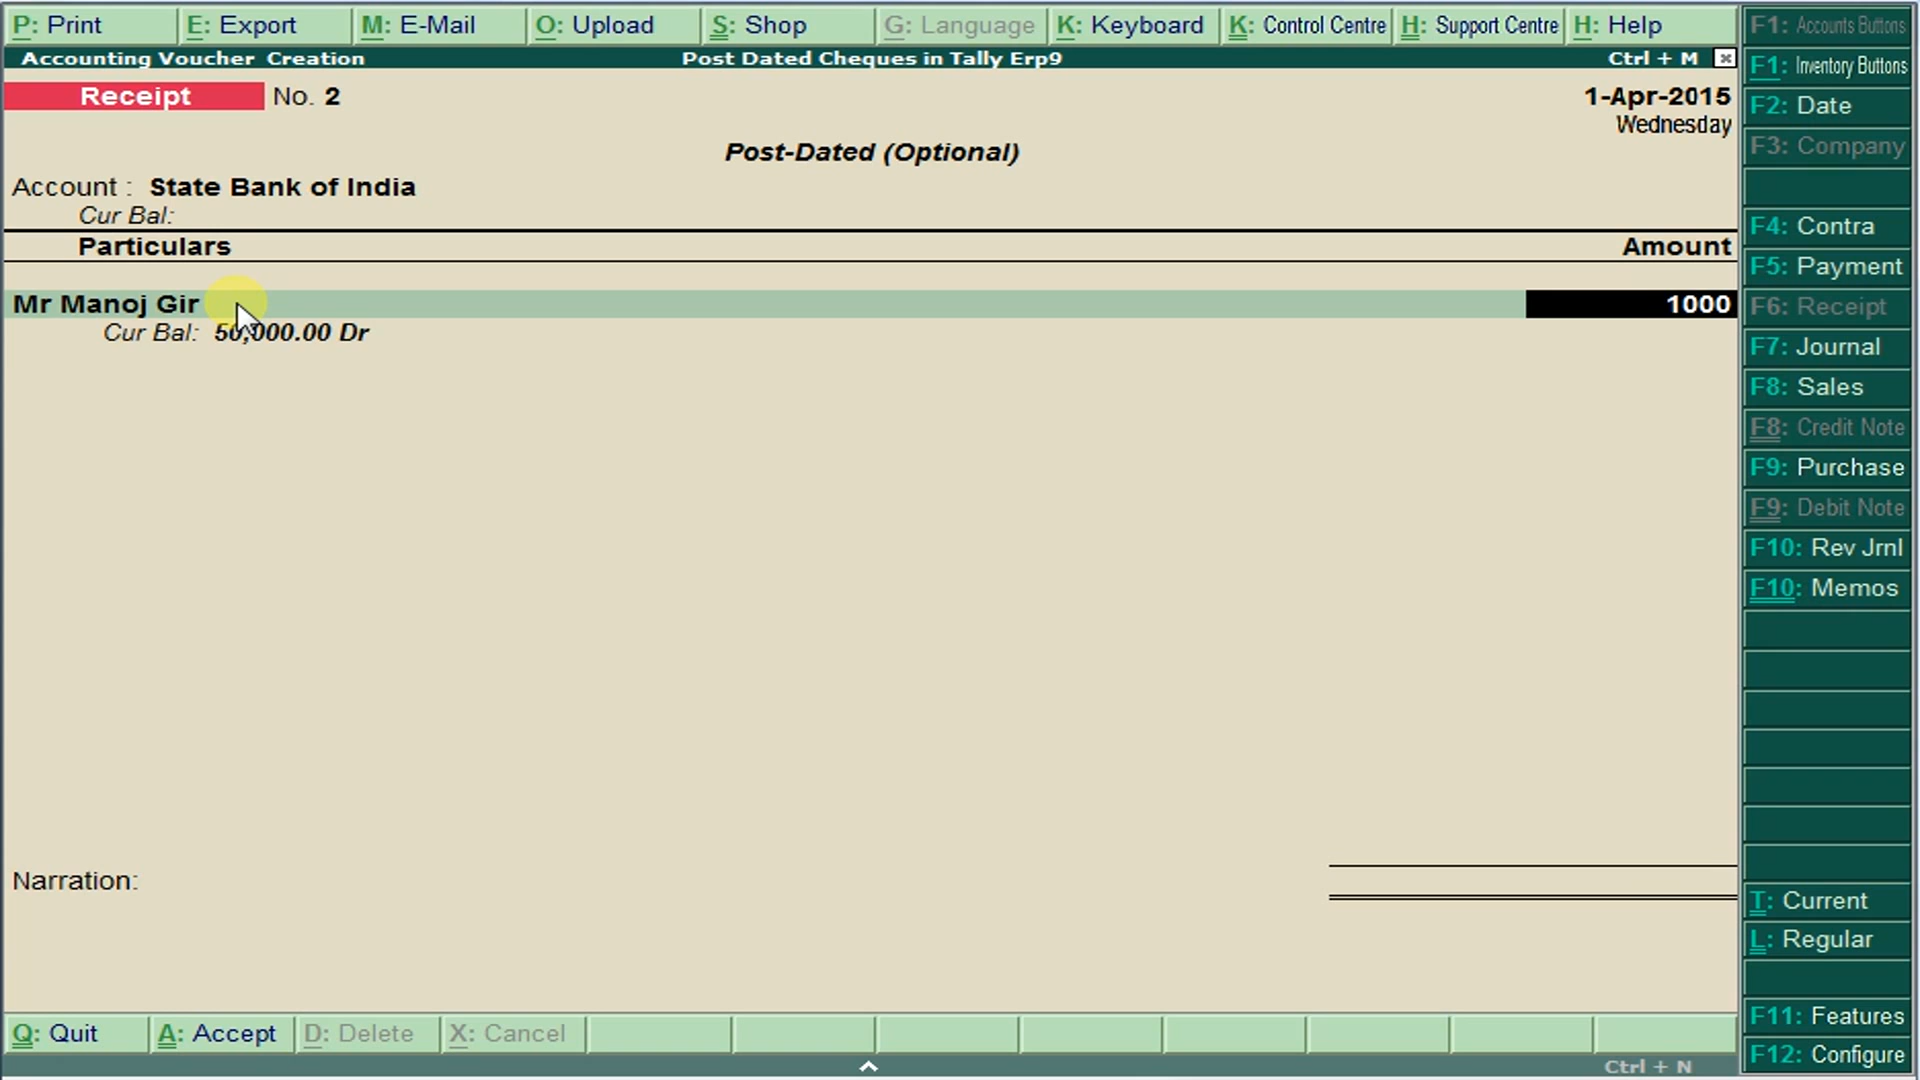 P: Print E: Export M: E-Mail O: Upload S: Shop G: Language K: Keyboard K: Control Centre H: Support Centre H: Help
Accounting Voucher Creation Post Dated Cheques in Tally Erp9 Ctrl + M
Receipt No. 2 1-Apr-2015
Wednesday
Post-Dated (Optional)
Account : State Bank of India
Cur Bal:
Particulars Amount
Mr Manoj Gir 1000
Cur Bal: 50,000.00 Dr
Narration:
Q: Quit A: Accept D: Delete X: Cancel
Ctrl + N
F1: Accounts Buttons
F1: Inventory Buttons
F2: Date
F3: Company
F4: Contra
F5: Payment
F6: Receipt
F7: Journal
F8: Sales
F8: Credit Note
F9: Purchase
F9: Debit Note
F10: Rev Jrnl
F10: Memos
T: Current
L: Regular
F11: Features
F12: Configure